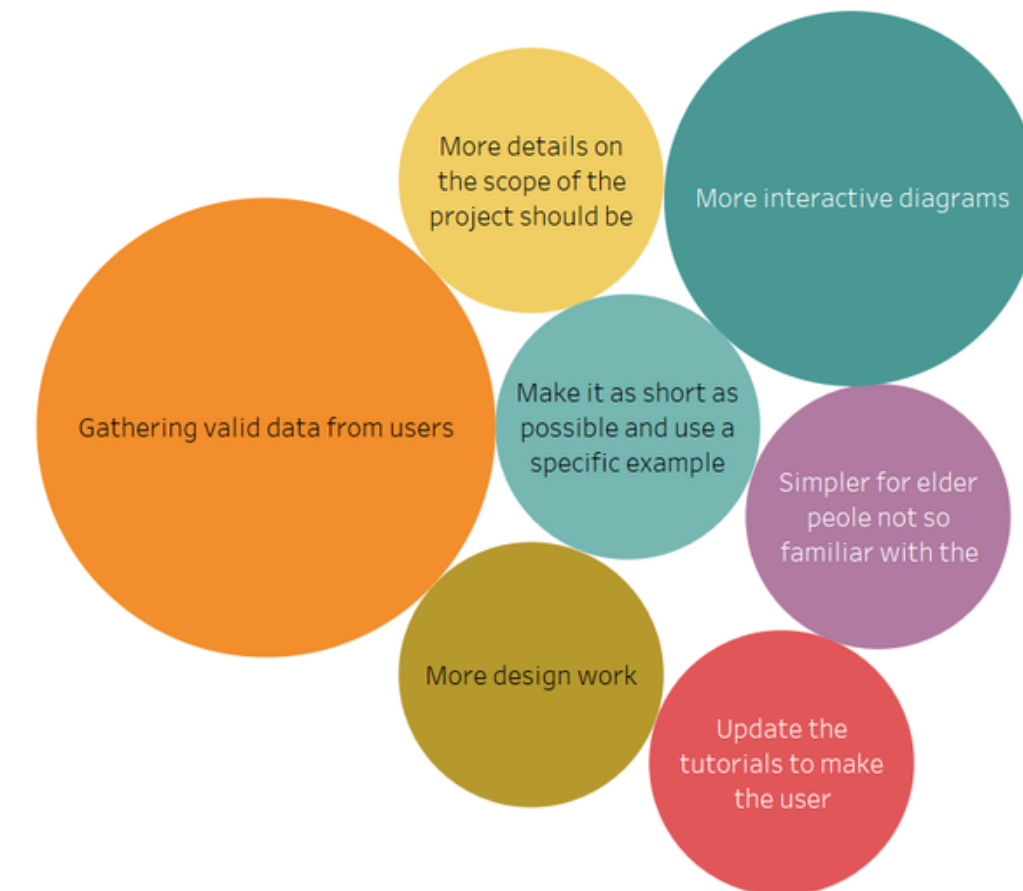 More details on
the scope of the
project should be
More interactive diagrams
Gathering valid data from users
Make it as short as
possible and use a
specific example
Simpler for elder
peole not so
familiar with the
More design work
Update the
tutorials to make
the user